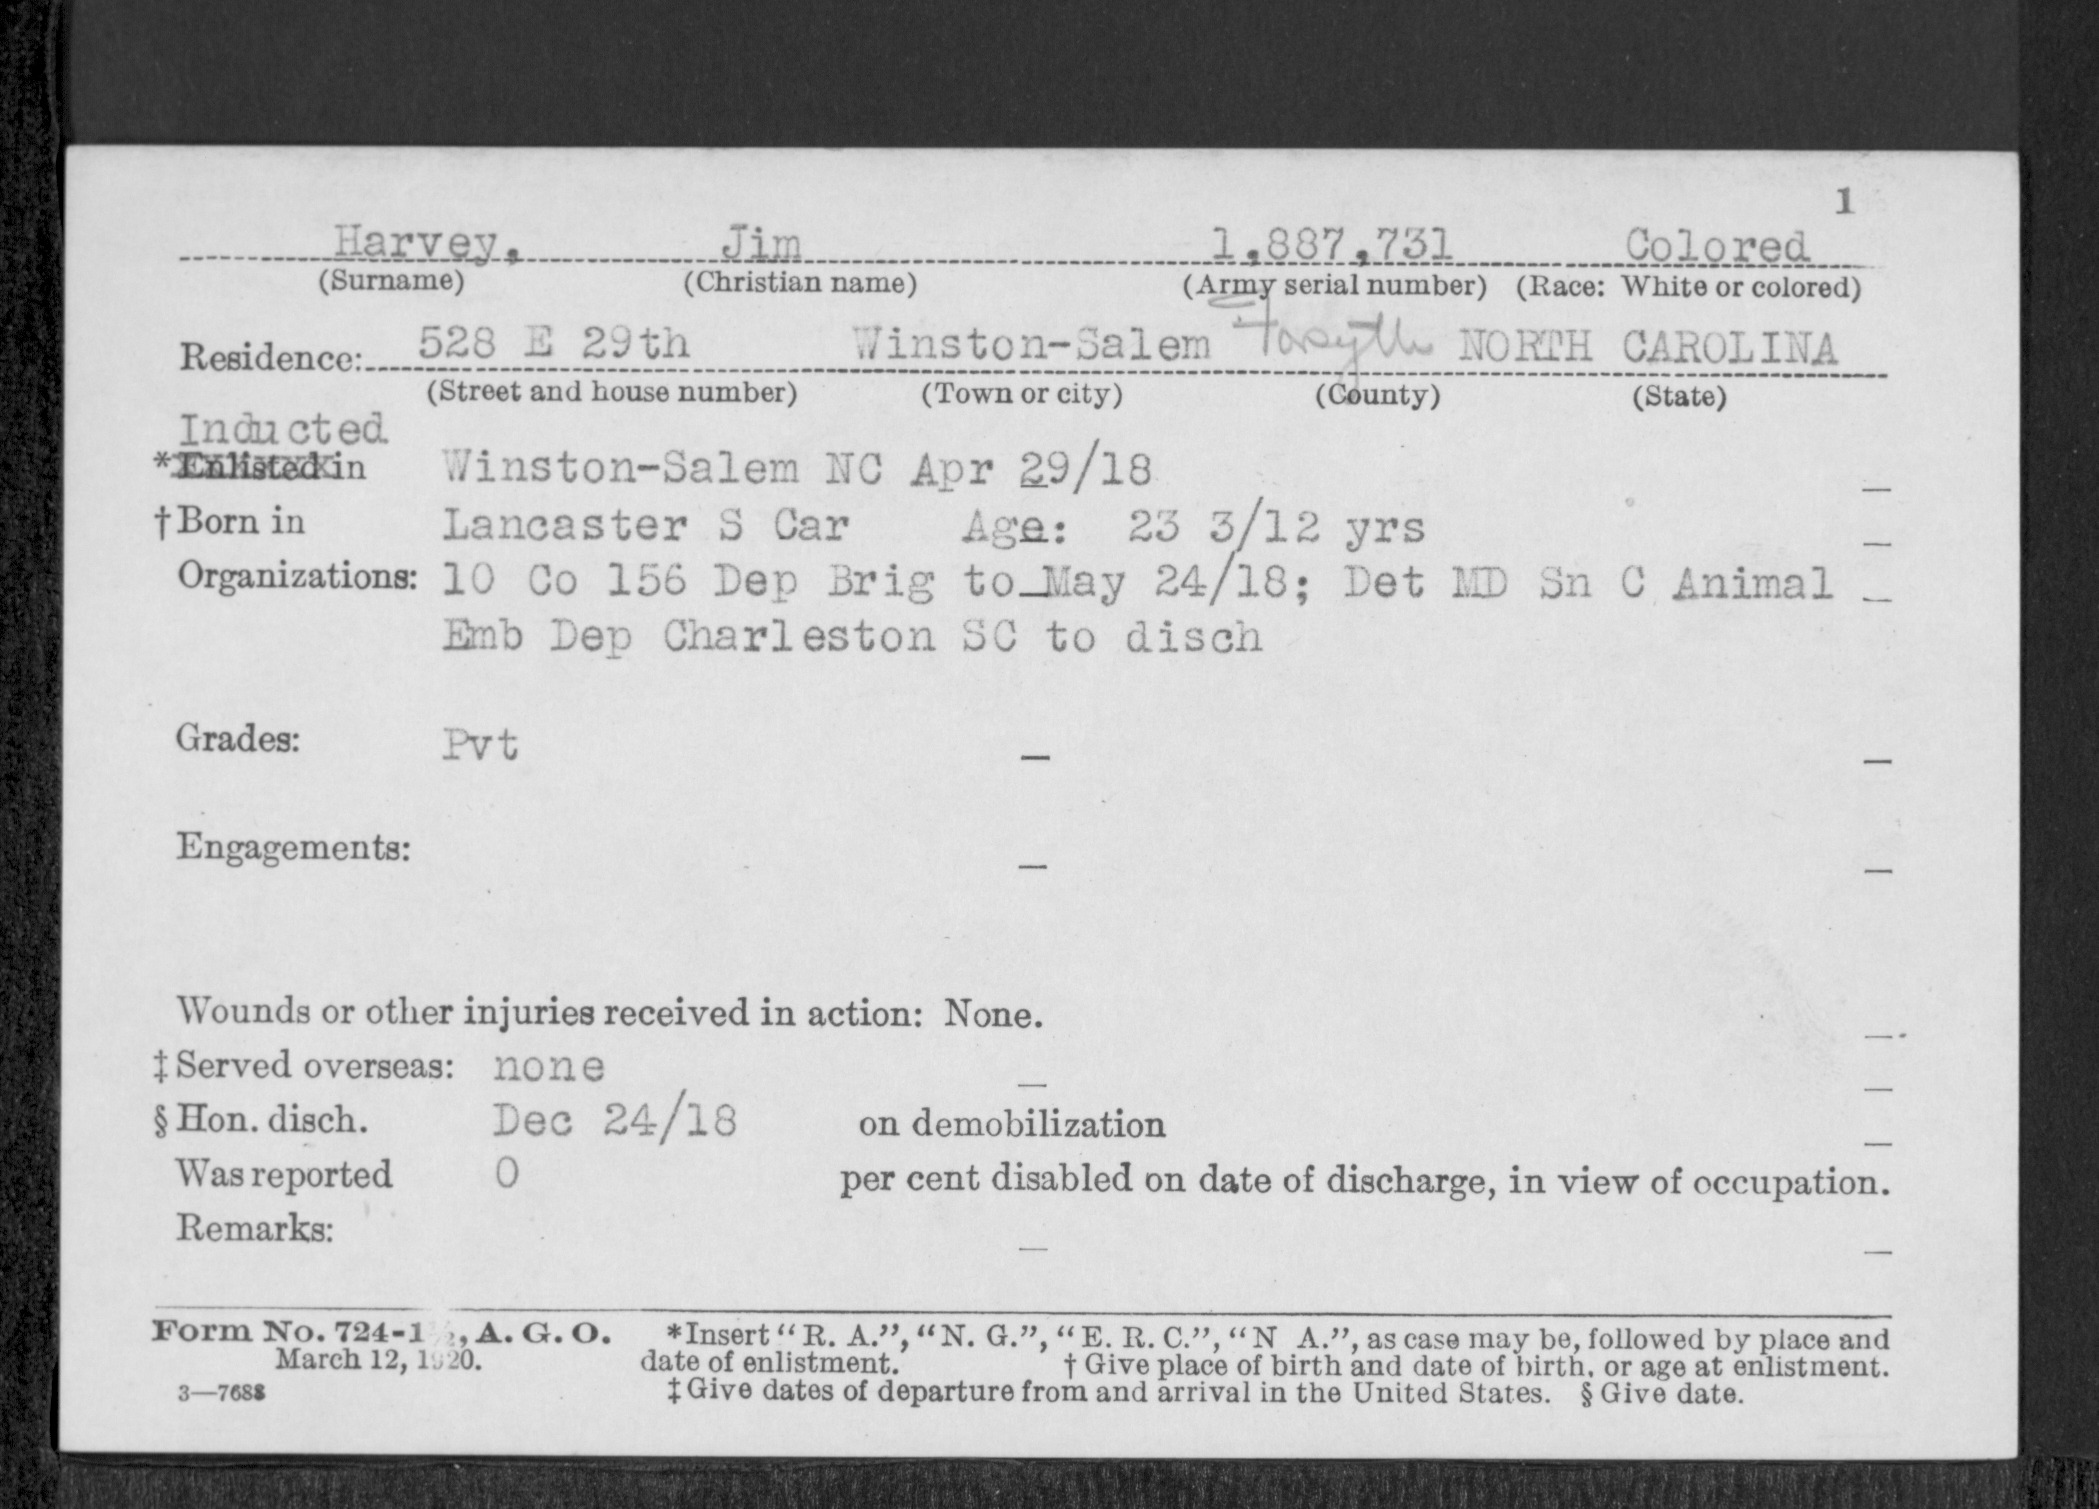 1
Harvey, Jim 1,887,731 Colored
(Surname) (Christian name) (Army serial number) (Race: White or colored)
Residence: 528 E 29th Winston-Salem Forsyth NORTH CAROLINA
(Street and house number) (Town or city) (County) (State)
Inducted
*Enlisted in Winston-Salem NC Apr 29/18
†Born in Lancaster S Car Age: 23 3/12 yrs
Organizations: 10 Co 156 Dep Brig to May 24/18; Det MD Sn C Animal
Emb Dep Charleston SC to disch
Grades: Pvt
Engagements:
Wounds or other injuries received in action: None.
‡Served overseas: none
§Hon. disch. Dec 24/18 on demobilization
Was reported 0 per cent disabled on date of discharge, in view of occupation.
Remarks:
Form No. 724-1½, A. G. O. *Insert “R. A.”, “N. G.”, “E. R. C.”, “N A.”, as case may be, followed by place and
March 12, 1920. date of enlistment. †Give place of birth and date of birth, or age at enlistment.
3—7688 ‡Give dates of departure from and arrival in the United States. §Give date.